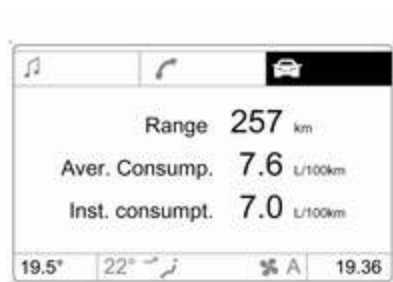 Range 257 km
Aver. Consump. 7.6 L/100km
Inst. consumpt. 7.0 L/100km
19.5° 22° A 19.36